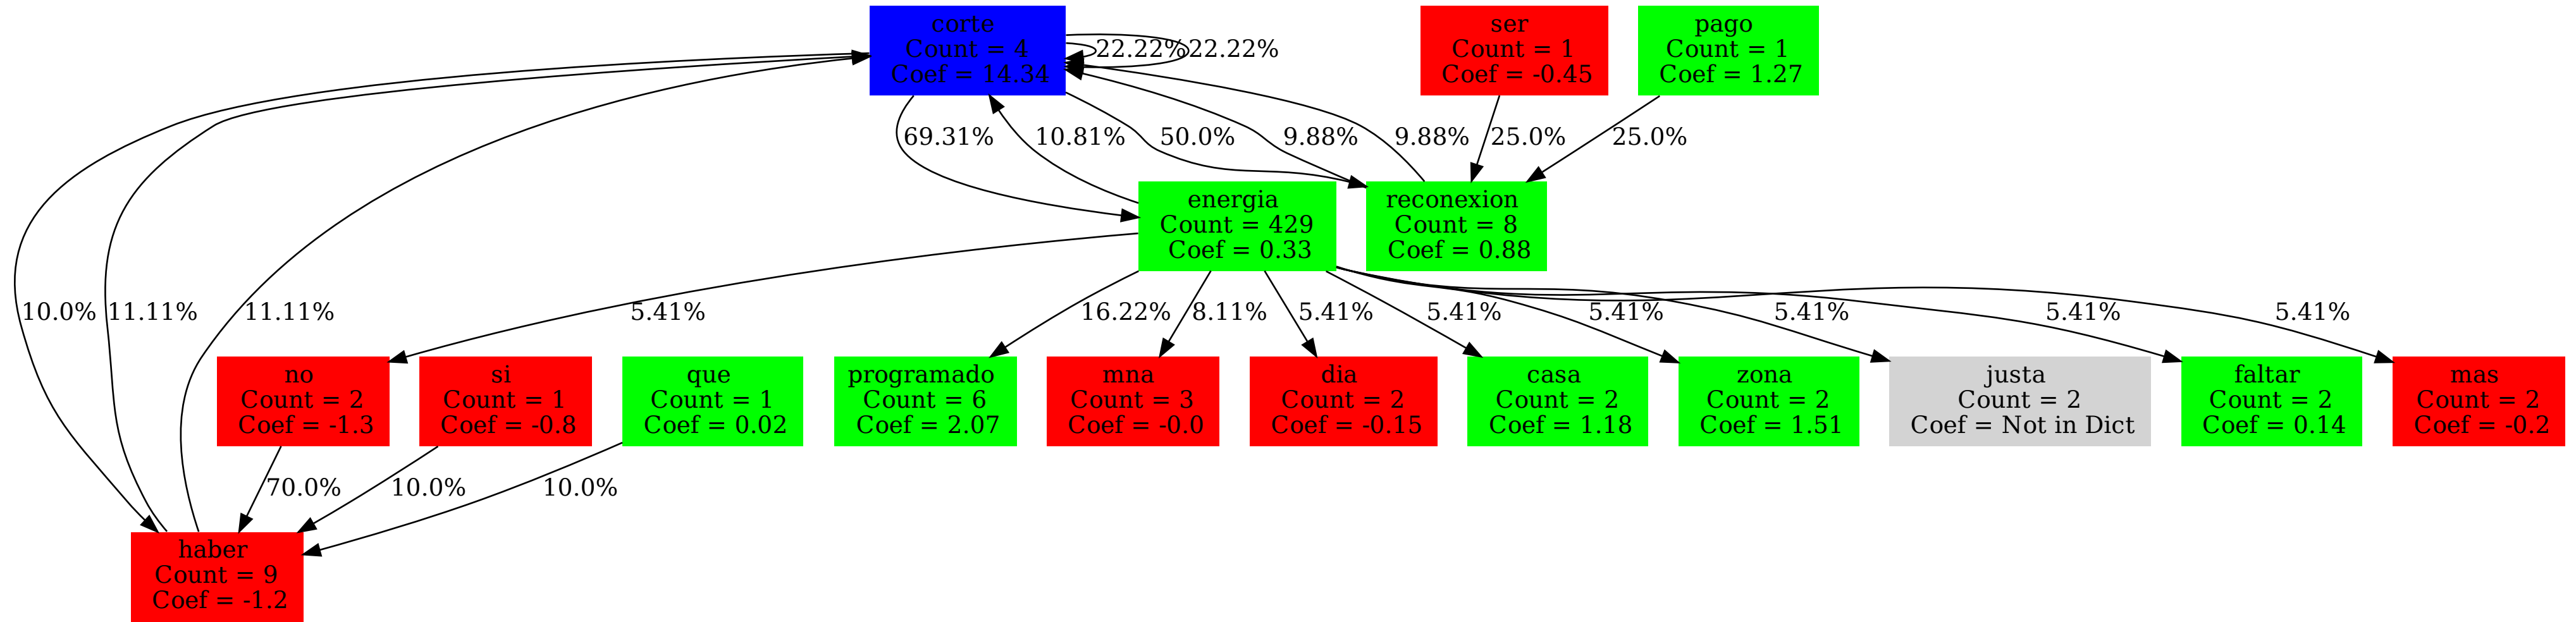 corte
Count = 4
Coef = 14.34
ser
Count = 1
Coef = -0.45
pago
Count = 1
Coef = 1.27
22.22%
22.22%
69.31%
10.81%
50.0%
9.88%
9.88%
25.0%
25.0%
energia
Count = 429
Coef = 0.33
reconexion
Count = 8
Coef = 0.88
10.0%
11.11%
11.11%
5.41%
16.22%
8.11%
5.41%
5.41%
5.41%
5.41%
5.41%
5.41%
no
Count = 2
Coef = -1.3
si
Count = 1
Coef = -0.8
que
Count = 1
Coef = 0.02
programado
Count = 6
Coef = 2.07
mna
Count = 3
Coef = -0.0
dia
Count = 2
Coef = -0.15
casa
Count = 2
Coef = 1.18
zona
Count = 2
Coef = 1.51
justa
Count = 2
Coef = Not in Dict
faltar
Count = 2
Coef = 0.14
mas
Count = 2
Coef = -0.2
70.0%
10.0%
10.0%
haber
Count = 9
Coef = -1.2